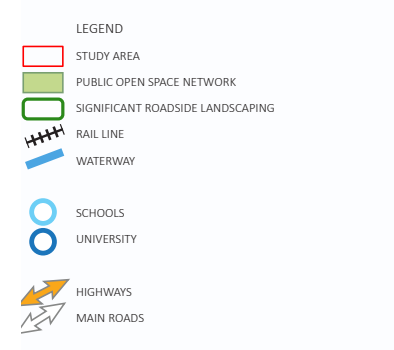 LEGEND
STUDY AREA
PUBLIC OPEN SPACE NETWORK
SIGNIFICANT ROADSIDE LANDSCAPING
RAIL LINE
WATERWAY
SCHOOLS
UNIVERSITY
HIGHWAYS
MAIN ROADS